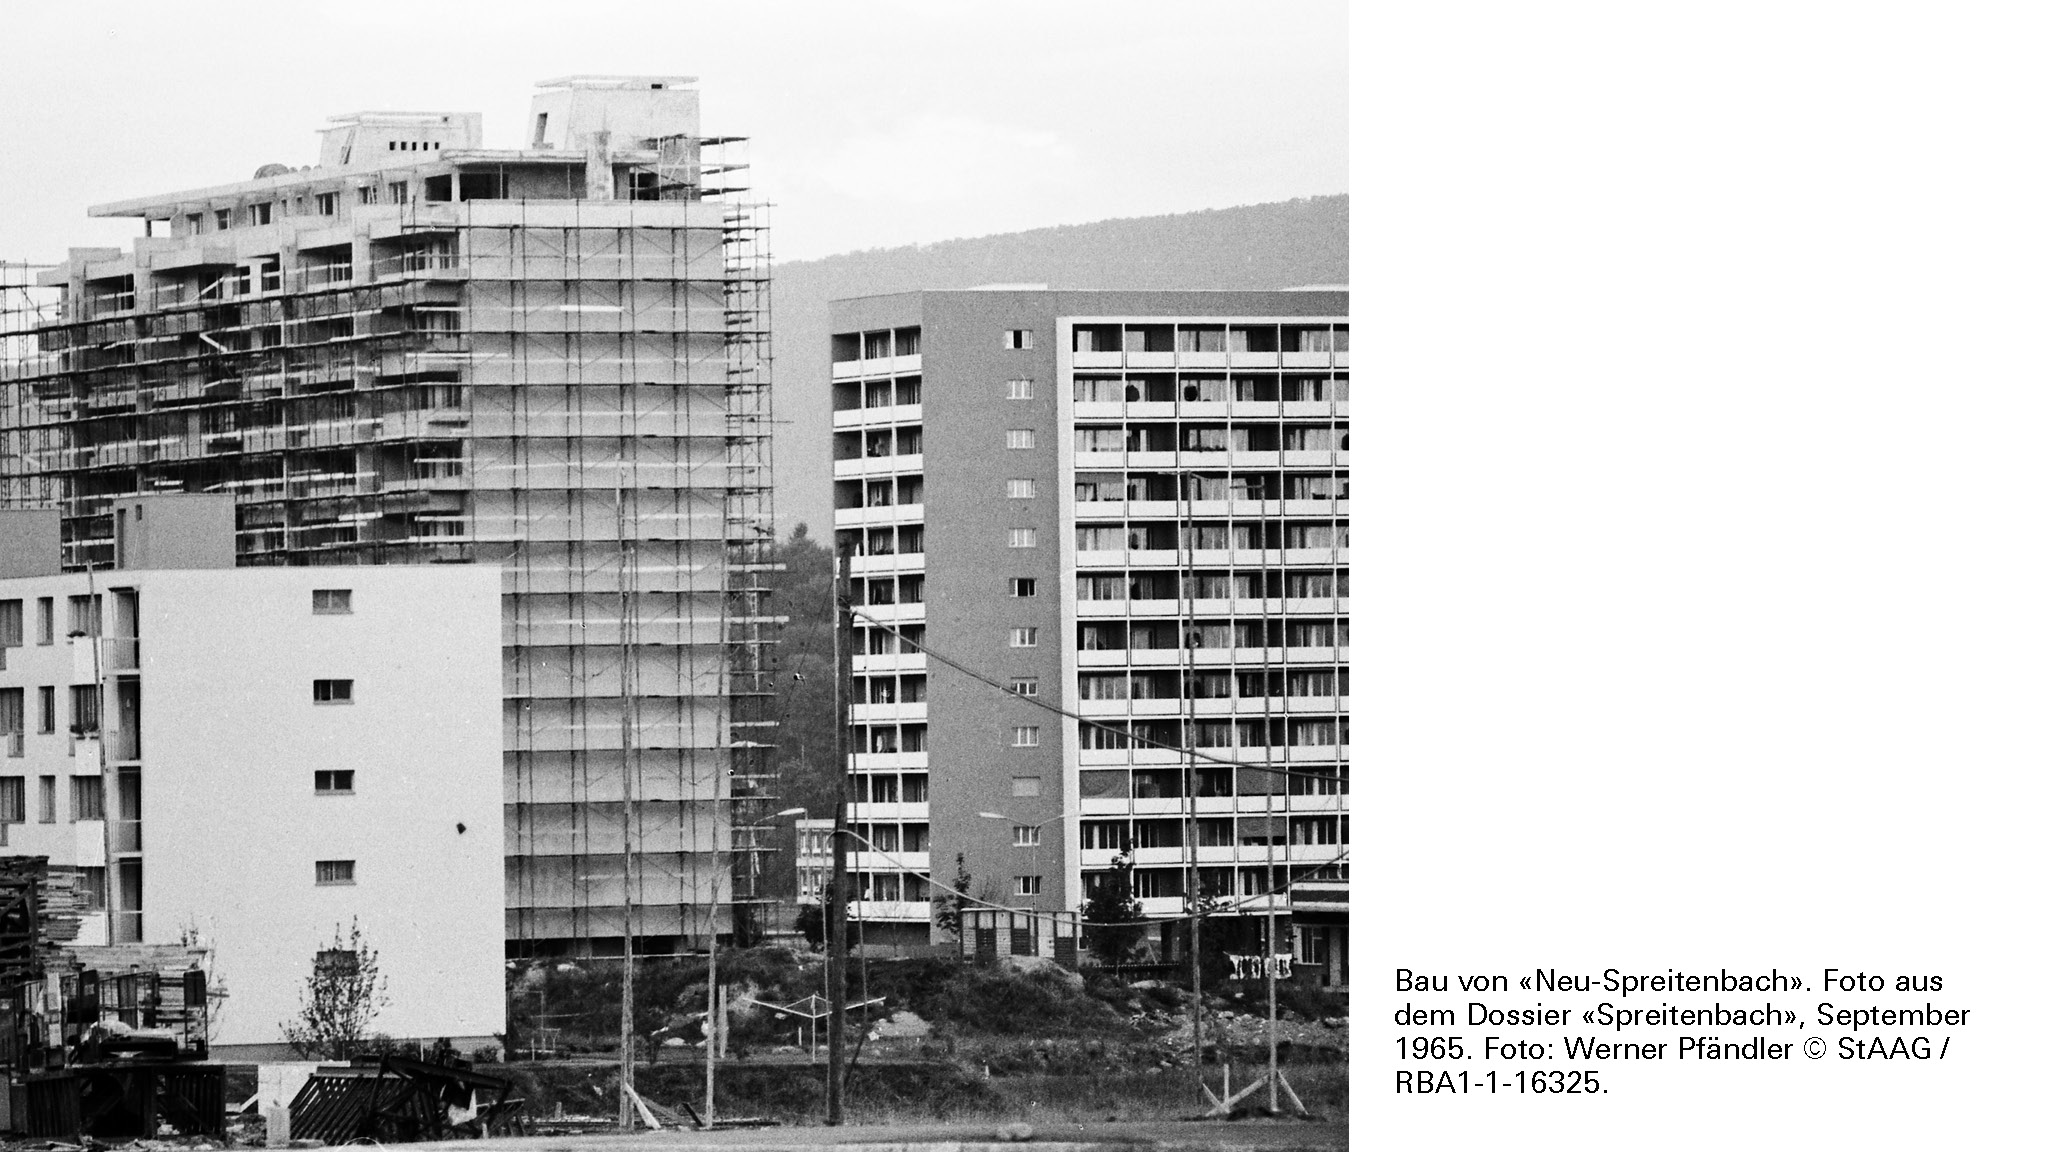 Bau von «Neu-Spreitenbach». Foto aus
dem Dossier «Spreitenbach», September
1965. Foto: Werner Pfändler © StAAG /
RBA1-1-16325.